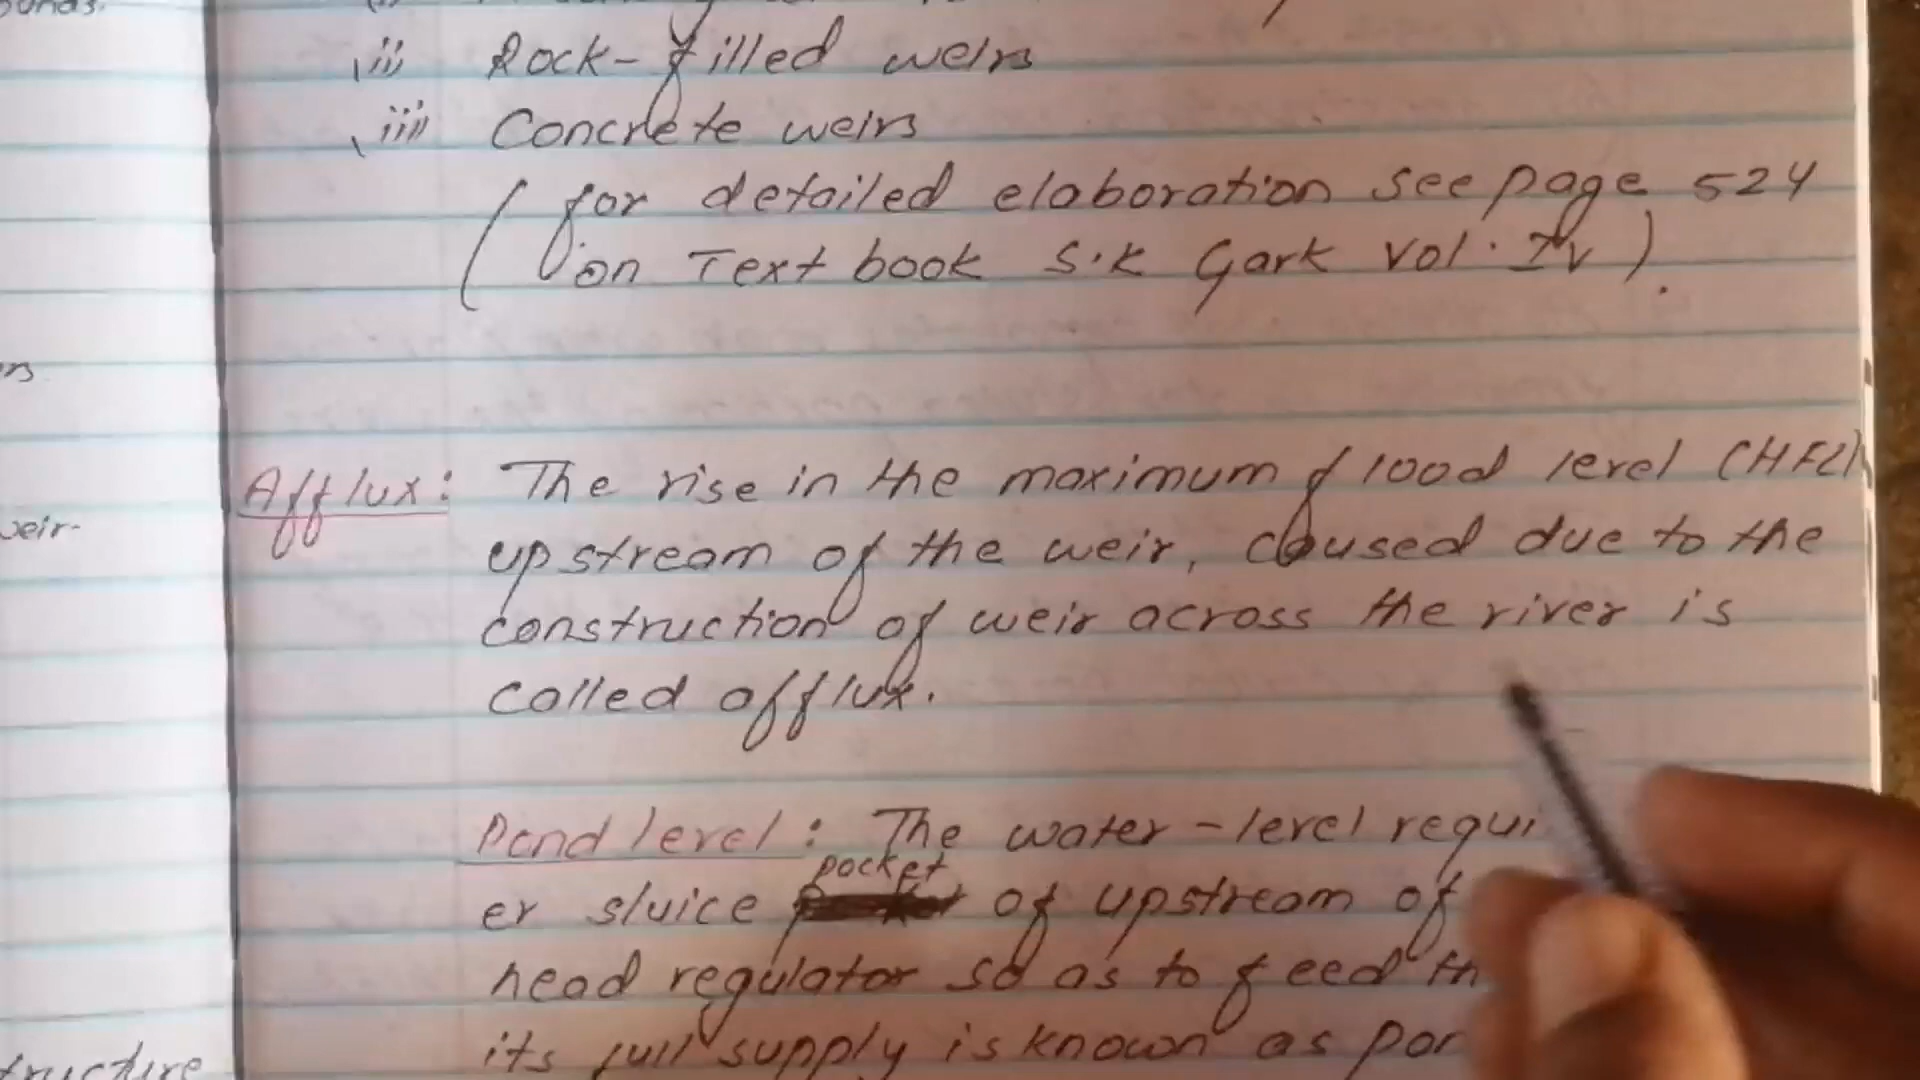 ii) Rock-filled weirs
iii) Concrete weirs
(for detailed elaboration see page 524
on Text book S.K Gark Vol. IV).
Afflux: The rise in the maximum flood level (HFL)
upstream of the weir, caused due to the
construction of weir across the river is
called afflux.
Pond level: The water-level requi
pocket
er sluice of upstream of
head regulator so as to feed th
its full supply is known as pon
weir-
tructure